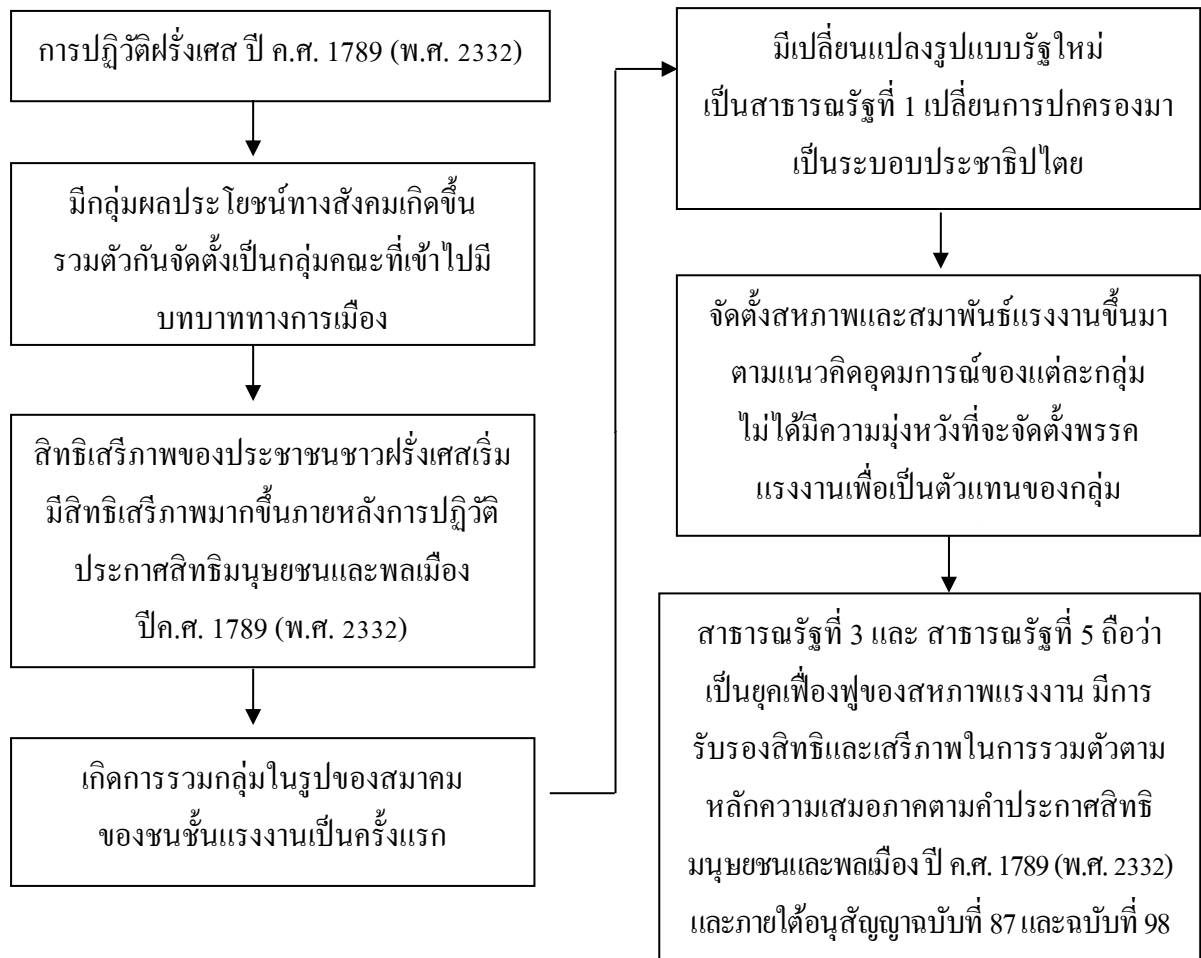 การปฏิวัติฝรั่งเศส ปี ค.ศ. 1789 (พ.ศ. 2332)
มีกลุ่มผลประโยชน์ทางสังคมเกิดขึ้น
รวมตัวกันจัดตั้งเป็นกลุ่มคณะที่เข้าไปมี
บทบาททางการเมือง
สิทธิเสรีภาพของประชาชนชาวฝรั่งเศสเริ่ม
มีสิทธิเสรีภาพมากขึ้นภายหลังการปฏิวัติ
ประกาศสิทธิมนุษยชนและพลเมือง
ปีค.ศ. 1789 (พ.ศ. 2332)
เกิดการรวมกลุ่มในรูปของสมาคม
ของชนชั้นแรงงานเป็นครั้งแรก
มีเปลี่ยนแปลงรูปแบบรัฐใหม่
เป็นสาธารณรัฐที่ 1 เปลี่ยนการปกครองมา
เป็นระบอบประชาธิปไตย
จัดตั้งสหภาพและสมาพันธ์แรงงานขึ้นมา
ตามแนวคิดอุดมการณ์ของแต่ละกลุ่ม
ไม่ได้มีความมุ่งหวังที่จะจัดตั้งพรรค
แรงงานเพื่อเป็นตัวแทนของกลุ่ม
สาธารณรัฐที่ 3 และ สาธารณรัฐที่ 5 ถือว่า
เป็นยุคเฟื่องฟูของสหภาพแรงงาน มีการ
รับรองสิทธิและเสรีภาพในการรวมตัวตาม
หลักความเสมอภาคตามคำประกาศสิทธิ
มนุษยชนและพลเมือง ปี ค.ศ. 1789 (พ.ศ. 2332)
และภายใต้อนุสัญญาฉบับที่ 87 และฉบับที่ 98